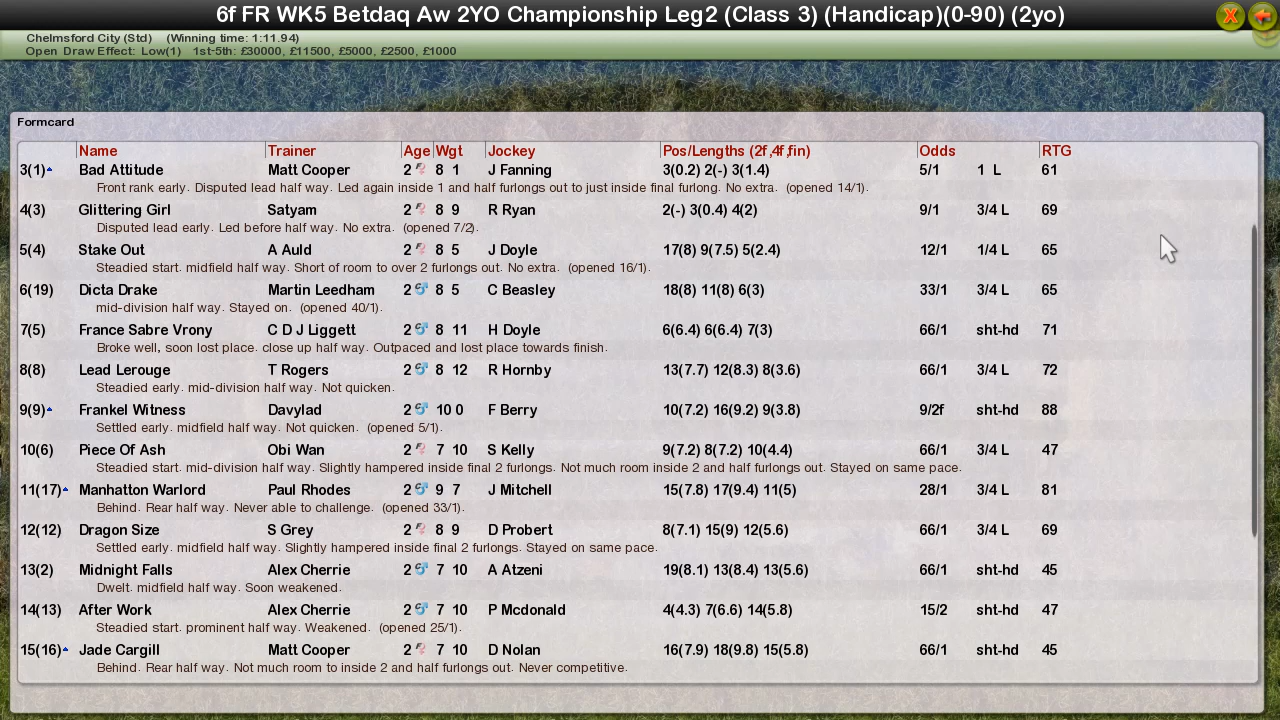 6f FR WK5 Betdaq Aw 2YO Championship Leg2 (Class 3) (Handicap)(0-90) (2yo)
Chelmsford City (Std) (Winning time: 1:11.94)
Open Draw Effect: Low(1) 1st-5th: £30000, £11500, £5000, £2500, £1000
Formcard
Name Trainer Age Wgt Jockey Pos/Lengths (2f,4f,fin) Odds RTG
3(1) Bad Attitude Matt Cooper 2 8 1 J Fanning 3(0.2) 2(-) 3(1.4) 5/1 1 L 61
Front rank early. Disputed lead half way. Led again inside 1 and half furlongs out to just inside final furlong. No extra. (opened 14/1).
4(3) Glittering Girl Satyam 2 8 9 R Ryan 2(-) 3(0.4) 4(2) 9/1 3/4 L 69
Disputed lead early. Led before half way. No extra. (opened 7/2).
5(4) Stake Out A Auld 2 8 5 J Doyle 17(8) 9(7.5) 5(2.4) 12/1 1/4 L 65
Steadied start. midfield half way. Short of room to over 2 furlongs out. No extra. (opened 16/1).
6(19) Dicta Drake Martin Leedham 2 8 5 C Beasley 18(8) 11(8) 6(3) 33/1 3/4 L 65
mid-division half way. Stayed on. (opened 40/1).
7(5) France Sabre Vrony C D J Liggett 2 8 11 H Doyle 6(6.4) 6(6.4) 7(3) 66/1 sht-hd 71
Broke well, soon lost place. close up half way. Outpaced and lost place towards finish.
8(8) Lead Lerouge T Rogers 2 8 12 R Hornby 13(7.7) 12(8.3) 8(3.6) 66/1 3/4 L 72
Steadied early. mid-division half way. Not quicken.
9(9) Frankel Witness Davylad 2 10 0 F Berry 10(7.2) 16(9.2) 9(3.8) 9/2f sht-hd 88
Settled early. midfield half way. Not quicken. (opened 5/1).
10(6) Piece Of Ash Obi Wan 2 7 10 S Kelly 9(7.2) 8(7.2) 10(4.4) 66/1 3/4 L 47
Steadied start. mid-division half way. Slightly hampered inside final 2 furlongs. Not much room inside 2 and half furlongs out. Stayed on same pace.
11(17) Manhatton Warlord Paul Rhodes 2 9 7 J Mitchell 15(7.8) 17(9.4) 11(5) 28/1 3/4 L 81
Behind. Rear half way. Never able to challenge. (opened 33/1).
12(12) Dragon Size S Grey 2 8 9 D Probert 8(7.1) 15(9) 12(5.6) 66/1 3/4 L 69
Settled early. midfield half way. Slightly hampered inside final 2 furlongs. Stayed on same pace.
13(2) Midnight Falls Alex Cherrie 2 7 10 A Atzeni 19(8.1) 13(8.4) 13(5.6) 66/1 sht-hd 45
Dwelt. midfield half way. Soon weakened.
14(13) After Work Alex Cherrie 2 7 10 P Mcdonald 4(4.3) 7(6.6) 14(5.8) 15/2 sht-hd 47
Steadied start. prominent half way. Weakened. (opened 25/1).
15(16) Jade Cargill Matt Cooper 2 7 10 D Nolan 16(7.9) 18(9.8) 15(5.8) 66/1 sht-hd 45
Behind. Rear half way. Not much room to inside 2 and half furlongs out. Never competitive.